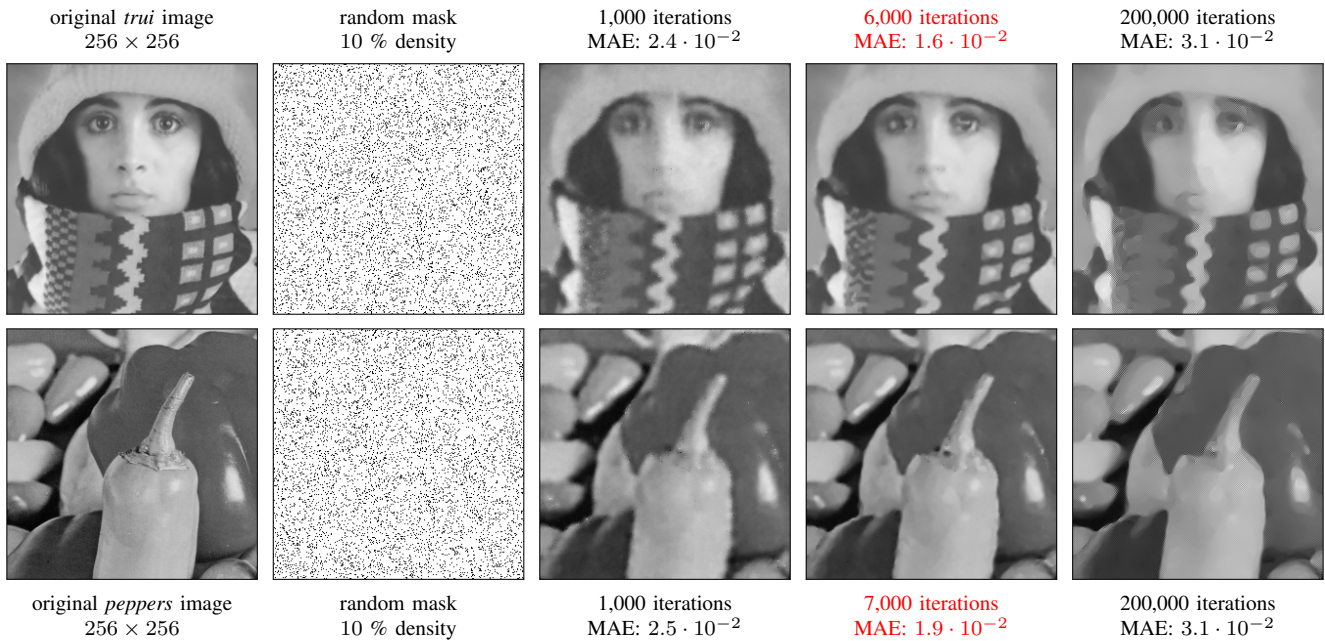 original trui image
256 × 256
random mask
10 % density
1,000 iterations
MAE: 2.4 · 10⁻²
6,000 iterations
MAE: 1.6 · 10⁻²
200,000 iterations
MAE: 3.1 · 10⁻²
original peppers image
256 × 256
random mask
10 % density
1,000 iterations
MAE: 2.5 · 10⁻²
7,000 iterations
MAE: 1.9 · 10⁻²
200,000 iterations
MAE: 3.1 · 10⁻²